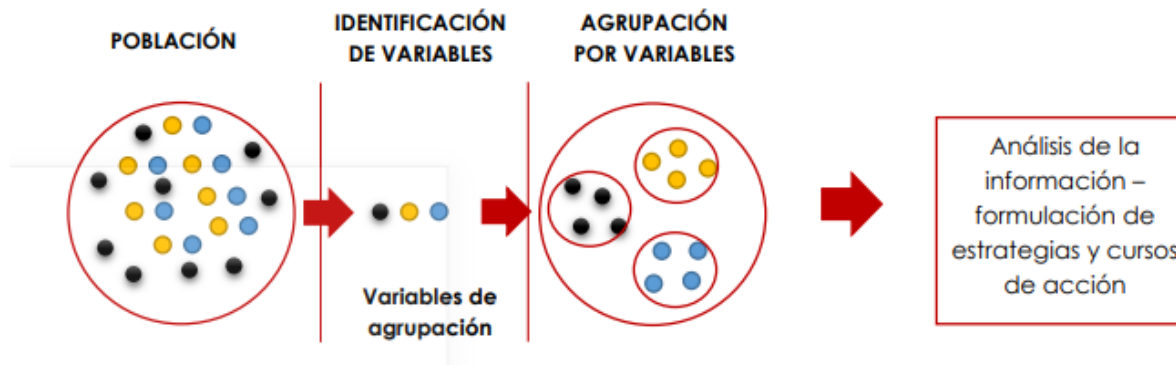 POBLACIÓN
IDENTIFICACIÓN
DE VARIABLES
AGRUPACIÓN
POR VARIABLES
Variables de
agrupación
Análisis de la
información –
formulación de
estrategias y cursos
de acción